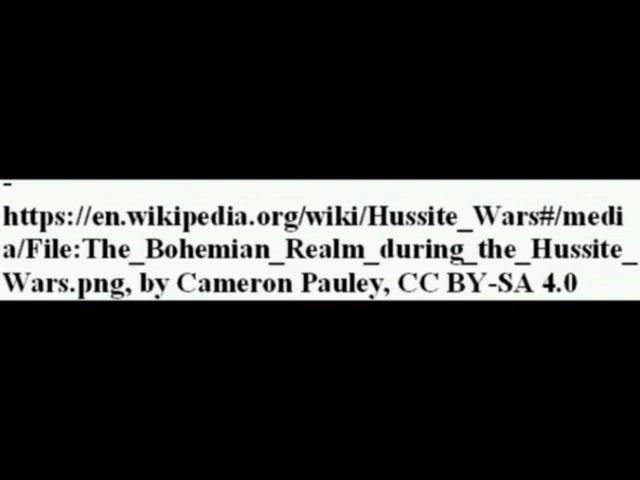 -
https://en.wikipedia.org/wiki/Hussite_Wars#/medi
a/File:The_Bohemian_Realm_during_the_Hussite_
Wars.png, by Cameron Pauley, CC BY-SA 4.0